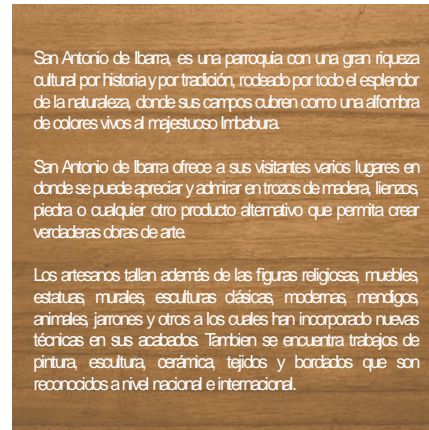 San Antonio de Ibarra, es una parroquia con una gran riqueza
cultural por historia y por tradición, rodeado por todo el esplendor
de la naturaleza, donde sus campos cubren como una alfombra
de colores vivos al majestuoso Imbabura.
San Antonio de Ibarra ofrece a sus visitantes varios lugares en
donde se puede apreciar y admirar en trozos de madera, lienzos,
piedra o cualquier otro producto alternativo que permita crear
verdaderas obras de arte.
Los artesanos tallan además de las figuras religiosas, muebles,
estatuas, murales, esculturas clásicas, modernas, mendigos,
animales, jarrones y otros a los cuales han incorporado nuevas
técnicas en sus acabados. Tambien se encuentra trabajos de
pintura, escultura, cerámica, tejidos y bordados que son
reconocidos a nivel nacional e internacional.